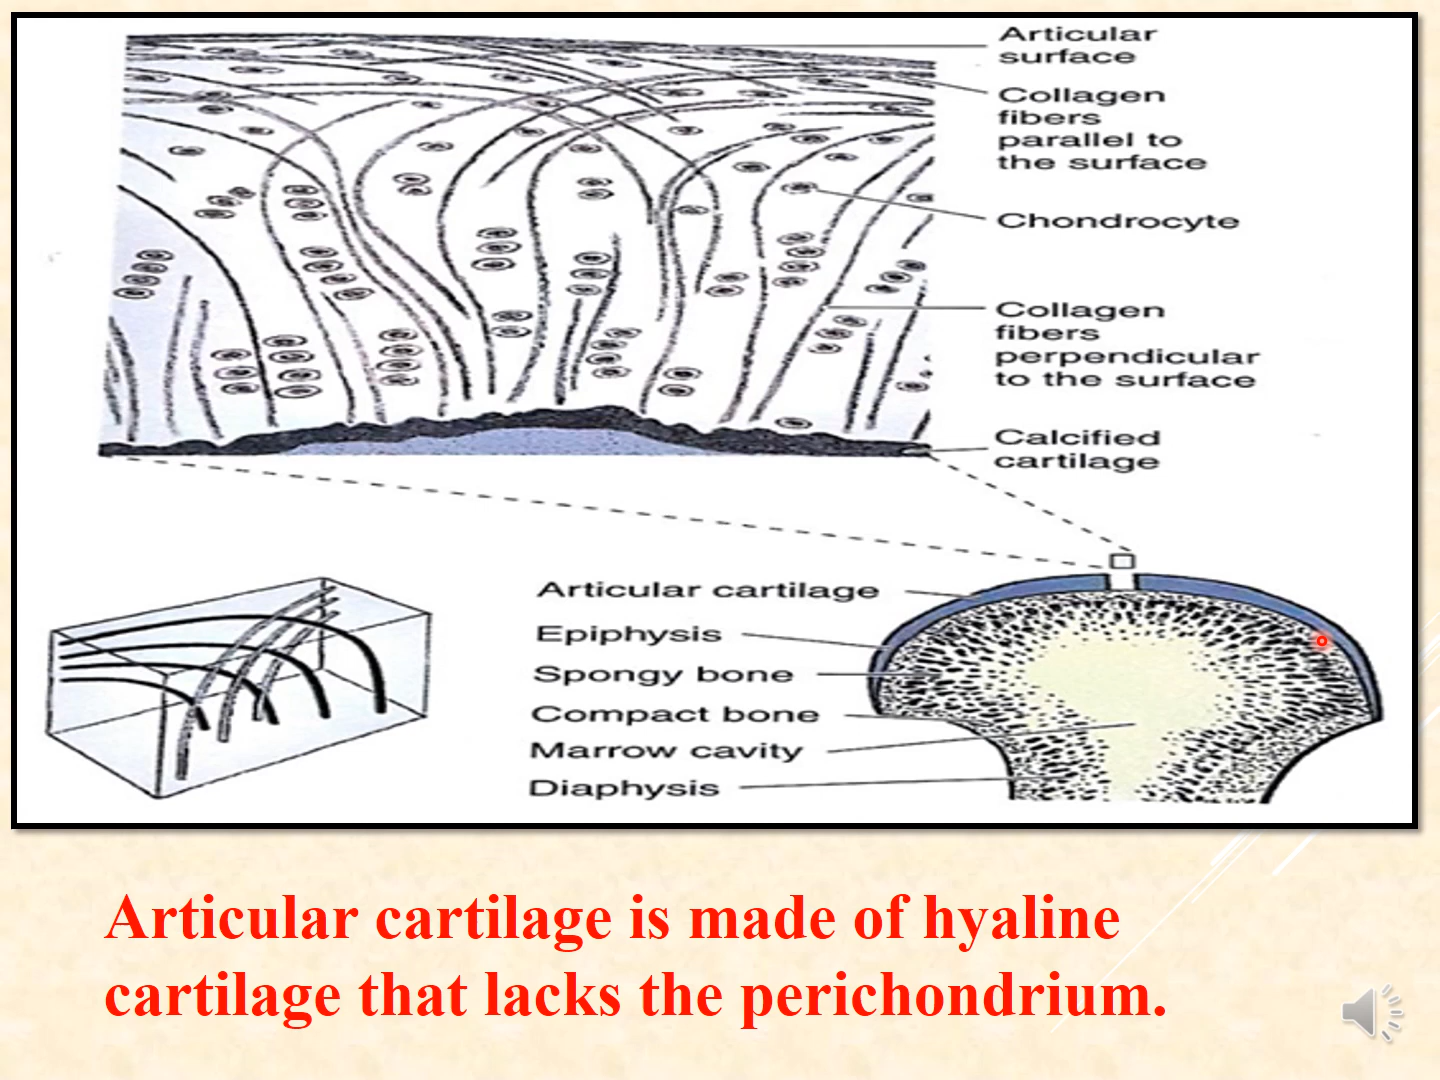 Articular
surface
Collagen
fibers
parallel to
the surface
Chondrocyte
Collagen
fibers
perpendicular
to the surface
Calcified
cartilage
Articular cartilage
Epiphysis
Spongy bone
Compact bone
Marrow cavity
Diaphysis
Articular cartilage is made of hyaline
cartilage that lacks the perichondrium.